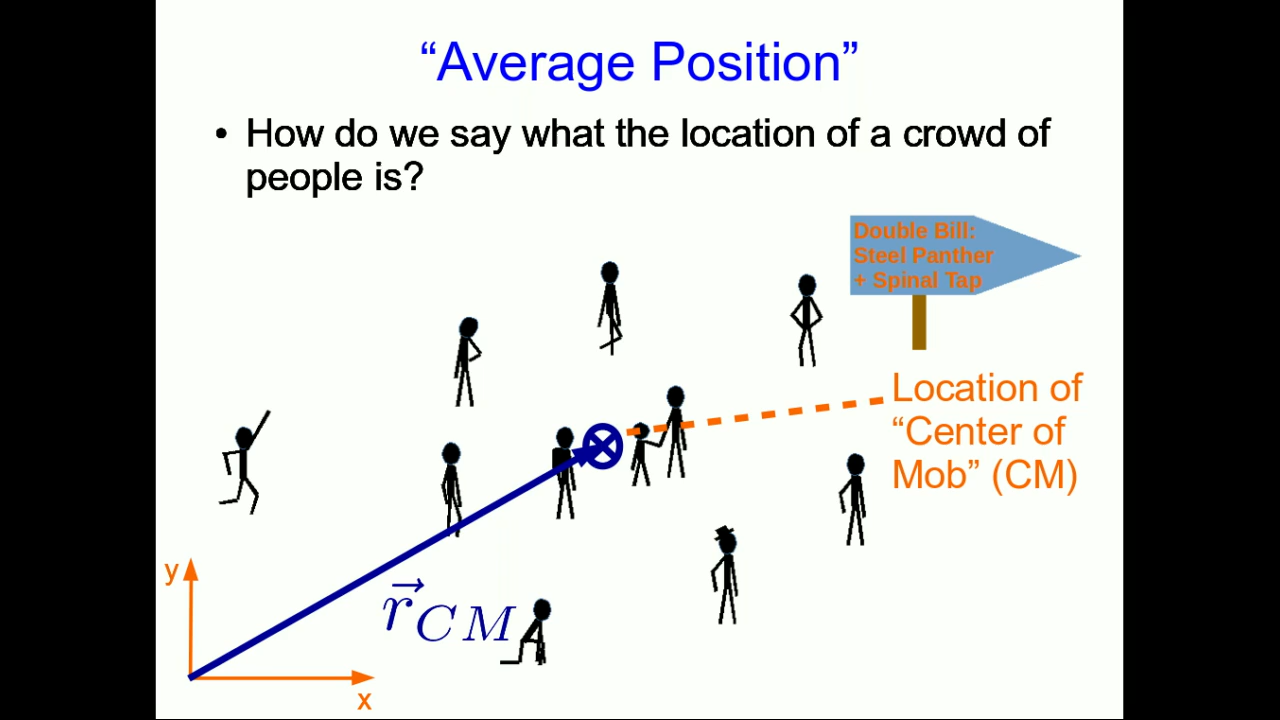 “Average Position”
• How do we say what the location of a crowd of
people is?
Double Bill:
Steel Panther
+ Spinal Tap
Location of
“Center of
Mob” (CM)
y
r⃗CM
x